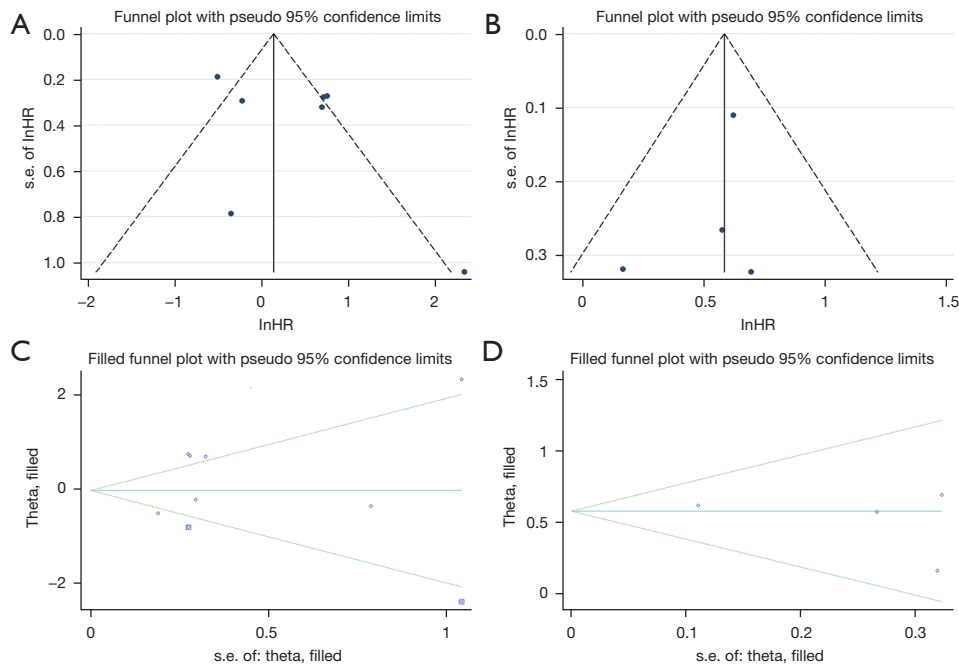 A
Funnel plot with pseudo 95% confidence limits
0.0
0.2
0.4
0.6
0.8
1.0
s.e. of lnHR
−2
−1
0
1
2
lnHR
B
Funnel plot with pseudo 95% confidence limits
0.0
0.1
0.2
0.3
s.e. of lnHR
0
0.5
1
1.5
lnHR
C
Filled funnel plot with pseudo 95% confidence limits
2
0
−2
Theta, filled
0
0.5
1
s.e. of: theta, filled
D
Filled funnel plot with pseudo 95% confidence limits
1.5
1
0.5
0
Theta, filled
0
0.1
0.2
0.3
s.e. of: theta, filled